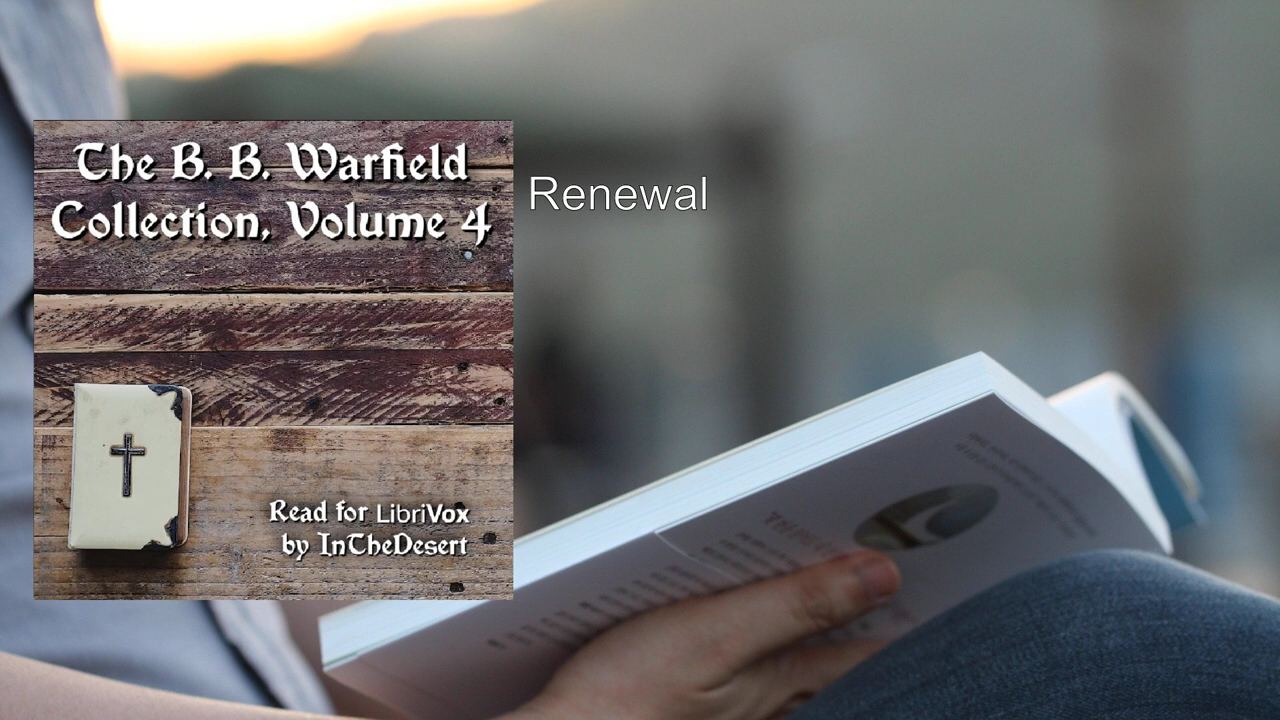 The B. B. Warfield
Collection, Volume 4
Read for LibriVox
by InTheDesert
Renewal